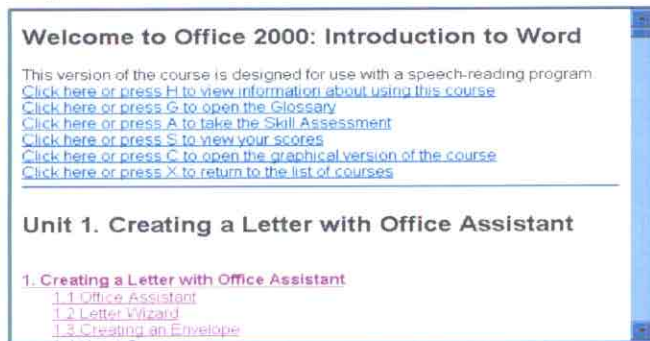 Welcome to Office 2000: Introduction to Word
This version of the course is designed for use with a speech-reading program.
Click here or press H to view information about using this course
Click here or press G to open the Glossary
Click here or press A to take the Skill Assessment
Click here or press S to view your scores
Click here or press C to open the graphical version of the course
Click here or press X to return to the list of courses
Unit 1. Creating a Letter with Office Assistant
1. Creating a Letter with Office Assistant
1.1 Office Assistant
1.2 Letter Wizard
1.3 Creating an Envelope